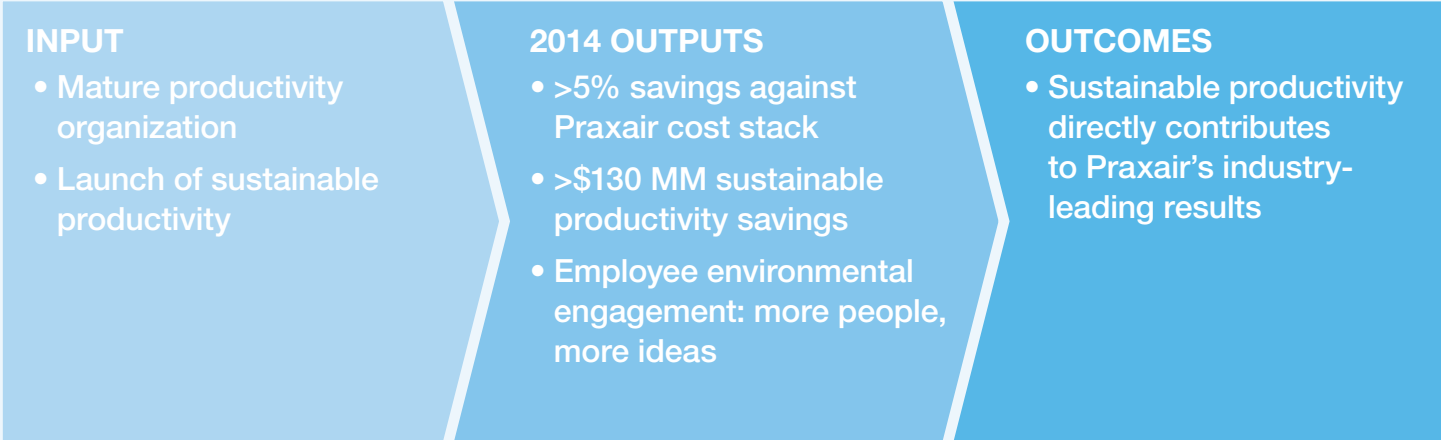 INPUT
• Mature productivity
organization
• Launch of sustainable
productivity
2014 OUTPUTS
• >5% savings against
Praxair cost stack
• >$130 MM sustainable
productivity savings
• Employee environmental
engagement: more people,
more ideas
OUTCOMES
• Sustainable productivity
directly contributes
to Praxair’s industry-
leading results